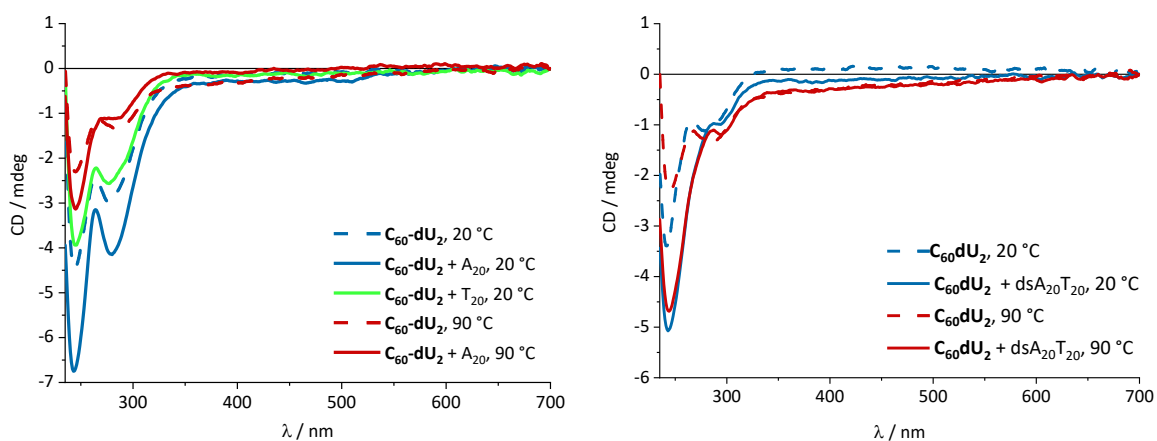 1
0
-1
-2
-3
-4
-5
-6
-7
CD / mdeg
300
400
500
600
700
λ / nm
C₆₀-dU₂, 20 °C
C₆₀-dU₂ + A₂₀, 20 °C
C₆₀-dU₂ + T₂₀, 20 °C
C₆₀-dU₂, 90 °C
C₆₀-dU₂ + A₂₀, 90 °C
1
0
-1
-2
-3
-4
-5
-6
CD / mdeg
300
400
500
600
700
λ / nm
C₆₀dU₂, 20 °C
C₆₀dU₂ + dsA₂₀T₂₀, 20 °C
C₆₀dU₂, 90 °C
C₆₀dU₂ + dsA₂₀T₂₀, 90 °C